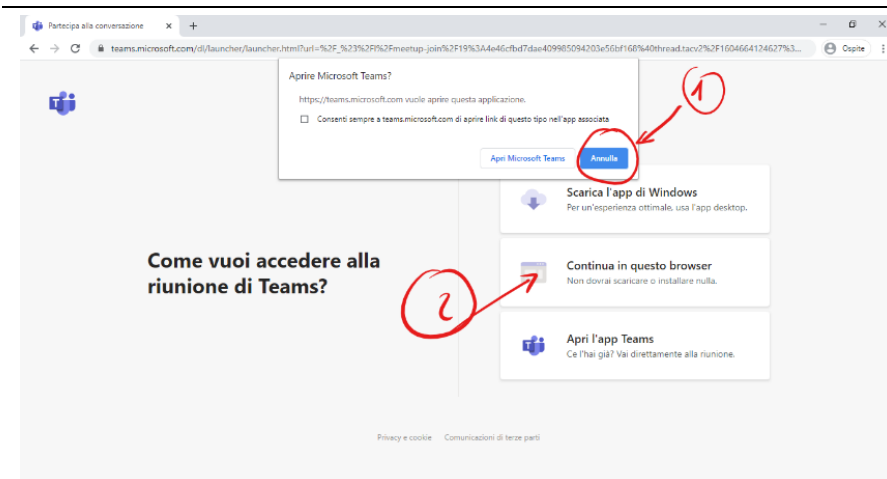 Partecipa alla conversazione
teams.microsoft.com/dl/launcher/launcher.html?url=%2F_%23%2Fl%2Fmeetup-join%2F19%3A4e46cfbd7dae409985094203e56bf168%40thread.tacv2%2F1604664124627%3...
Ospite
Aprire Microsoft Teams?
https://teams.microsoft.com vuole aprire questa applicazione.
Consenti sempre a teams.microsoft.com di aprire link di questo tipo nell'app associata
Apri Microsoft Teams
Annulla
1
Scarica l'app di Windows
Per un'esperienza ottimale, usa l'app desktop.
Come vuoi accedere alla
riunione di Teams?
2
Continua in questo browser
Non dovrai scaricare o installare nulla.
Apri l'app Teams
Ce l'hai già? Vai direttamente alla riunione.
Privacy e cookie
Comunicazioni di terze parti